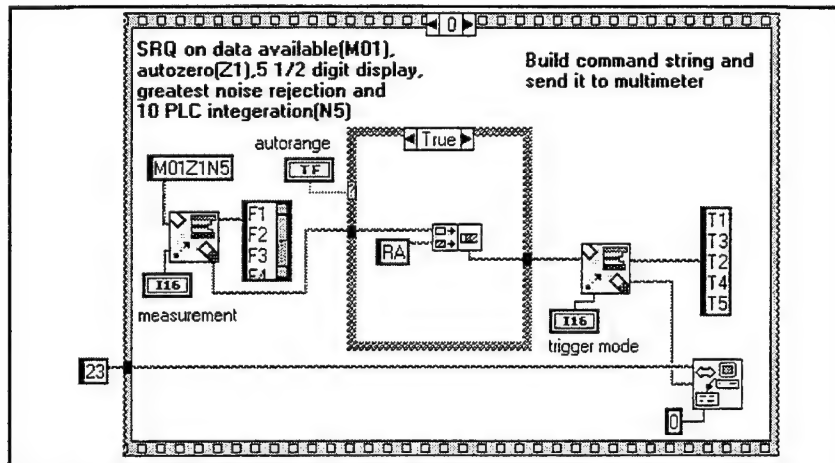 0
SRQ on data available(M01),
autozero(Z1),5 1/2 digit display,
greatest noise rejection and
10 PLC integeration(N5)
Build command string and
send it to multimeter
autorange
True
M01Z1N5
TF
?
F1
F2
F3
F4
RA
T1
T3
T2
T4
T5
I16
measurement
I16
trigger mode
23
0